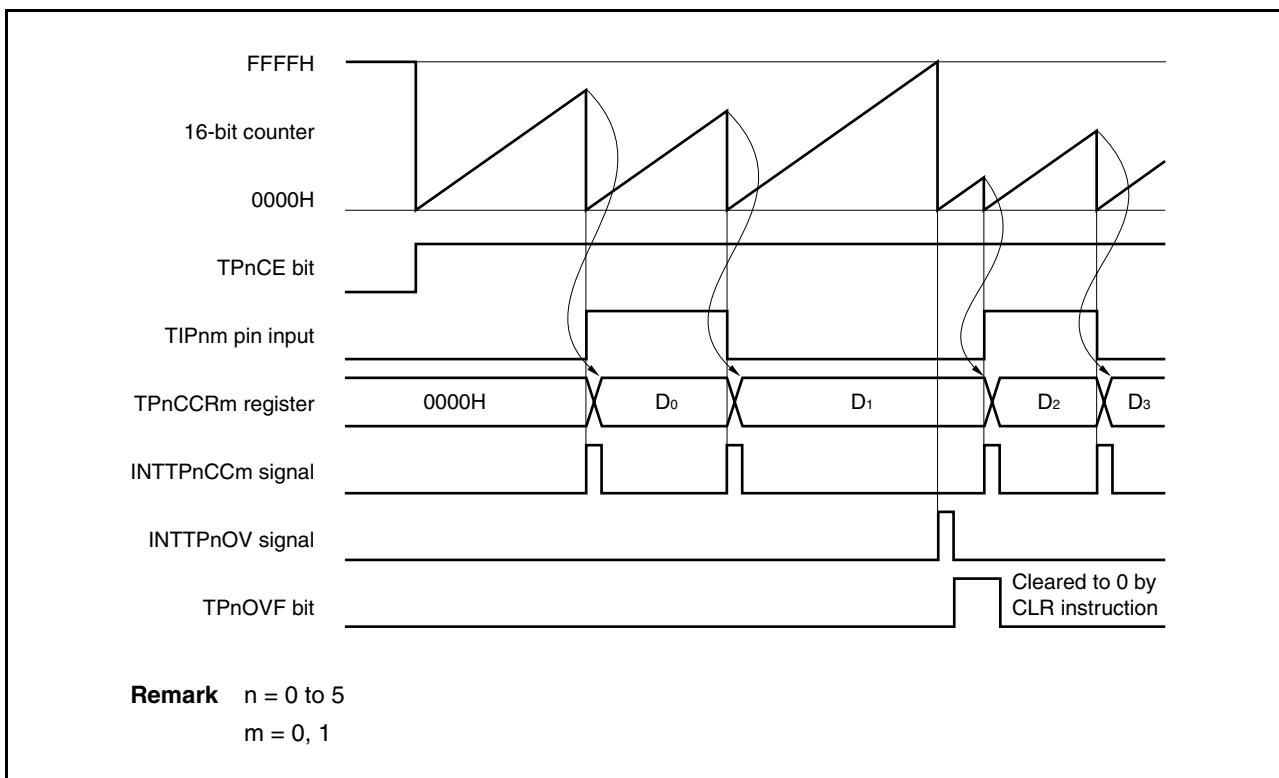 FFFFH
16-bit counter
0000H
TPnCE bit
TIPnm pin input
TPnCCRm register
0000H
D0
D1
D2
D3
INTTPnCCm signal
INTTPnOV signal
TPnOVF bit
Cleared to 0 by
CLR instruction
Remark n = 0 to 5
m = 0, 1